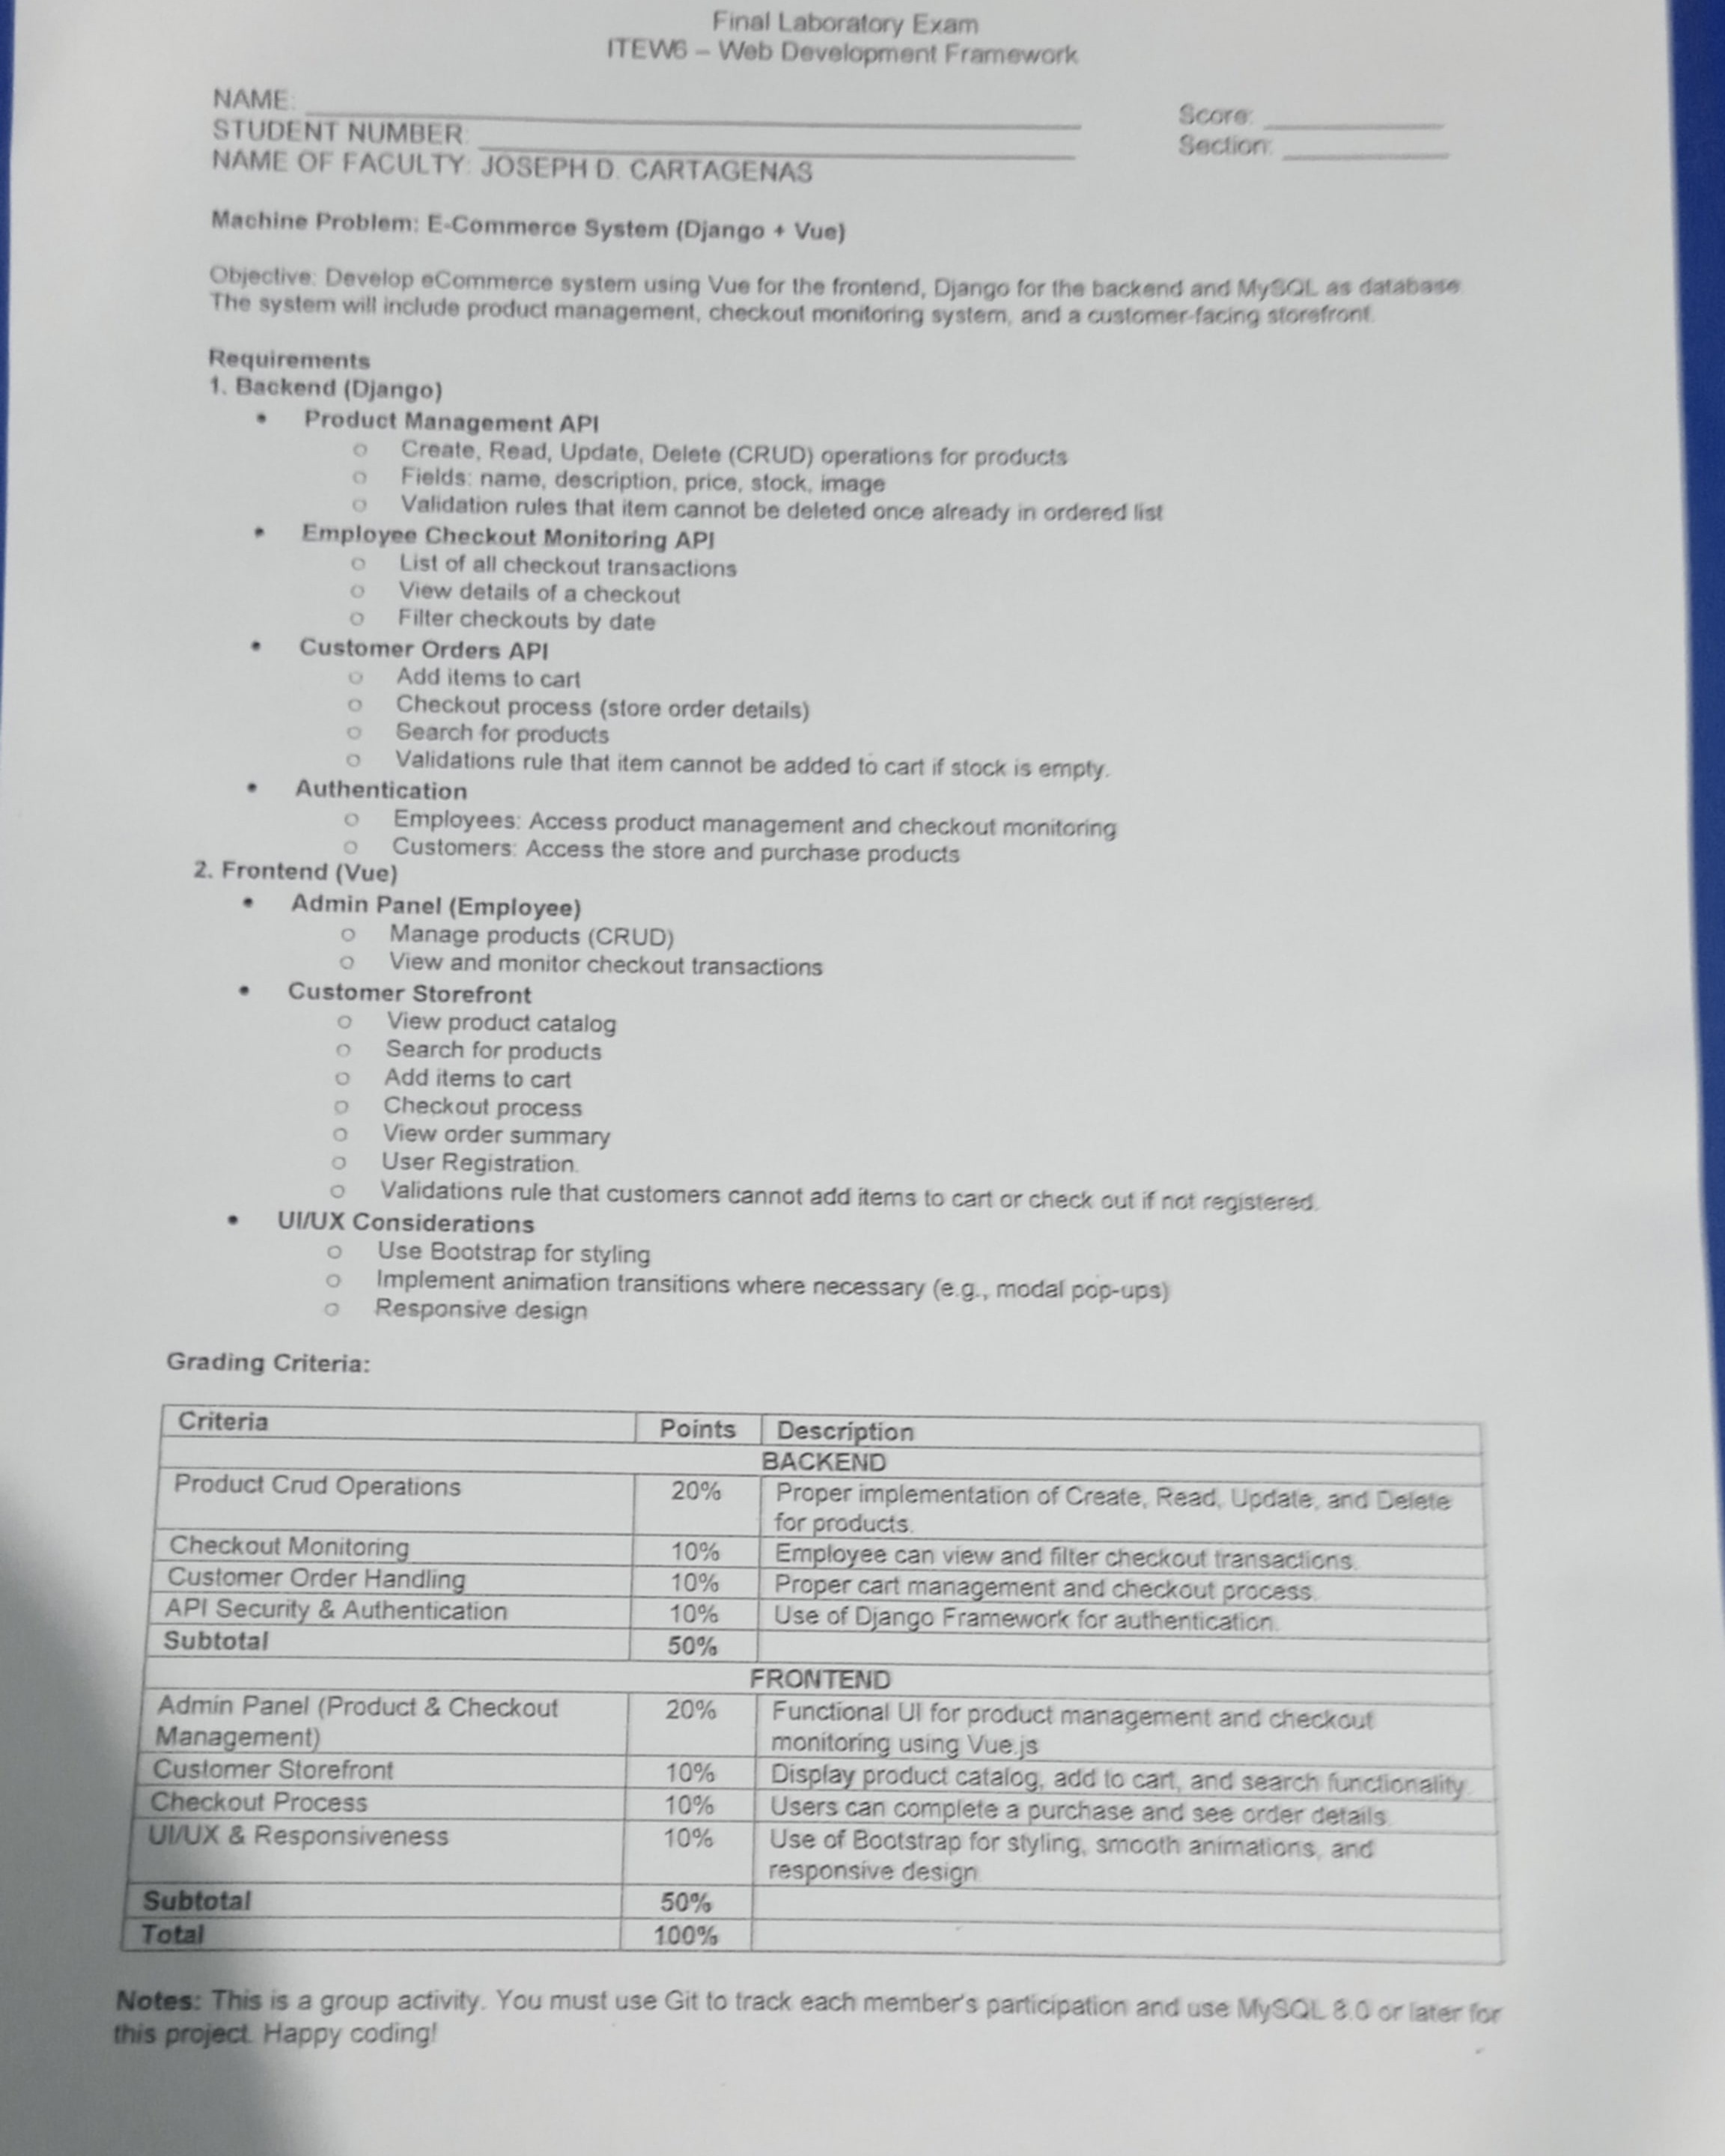 Final Laboratory Exam
ITEW6 – Web Development Framework
NAME:
Score:
STUDENT NUMBER:
Section:
NAME OF FACULTY: JOSEPH D. CARTAGENAS
Machine Problem: E-Commerce System (Django + Vue)
Objective: Develop eCommerce system using Vue for the frontend, Django for the backend and MySQL as database.
The system will include product management, checkout monitoring system, and a customer-facing storefront.
Requirements
1. Backend (Django)
• Product Management API
o Create, Read, Update, Delete (CRUD) operations for products
o Fields: name, description, price, stock, image
o Validation rules that item cannot be deleted once already in ordered list
• Employee Checkout Monitoring API
o List of all checkout transactions
o View details of a checkout
o Filter checkouts by date
• Customer Orders API
o Add items to cart
o Checkout process (store order details)
o Search for products
o Validations rule that item cannot be added to cart if stock is empty.
• Authentication
o Employees: Access product management and checkout monitoring
o Customers: Access the store and purchase products
2. Frontend (Vue)
• Admin Panel (Employee)
o Manage products (CRUD)
o View and monitor checkout transactions
• Customer Storefront
o View product catalog
o Search for products
o Add items to cart
o Checkout process
o View order summary
o User Registration.
o Validations rule that customers cannot add items to cart or check out if not registered.
• UI/UX Considerations
o Use Bootstrap for styling
o Implement animation transitions where necessary (e.g., modal pop-ups)
o Responsive design
Grading Criteria:
Criteria Points Description
BACKEND
Product Crud Operations 20% Proper implementation of Create, Read, Update, and Delete
for products.
Checkout Monitoring 10% Employee can view and filter checkout transactions.
Customer Order Handling 10% Proper cart management and checkout process.
API Security & Authentication 10% Use of Django Framework for authentication.
Subtotal 50%
FRONTEND
Admin Panel (Product & Checkout 20% Functional UI for product management and checkout
Management) monitoring using Vue.js
Customer Storefront 10% Display product catalog, add to cart, and search functionality.
Checkout Process 10% Users can complete a purchase and see order details.
UI/UX & Responsiveness 10% Use of Bootstrap for styling, smooth animations, and
responsive design.
Subtotal 50%
Total 100%
Notes: This is a group activity. You must use Git to track each member's participation and use MySQL 8.0 or later for
this project. Happy coding!